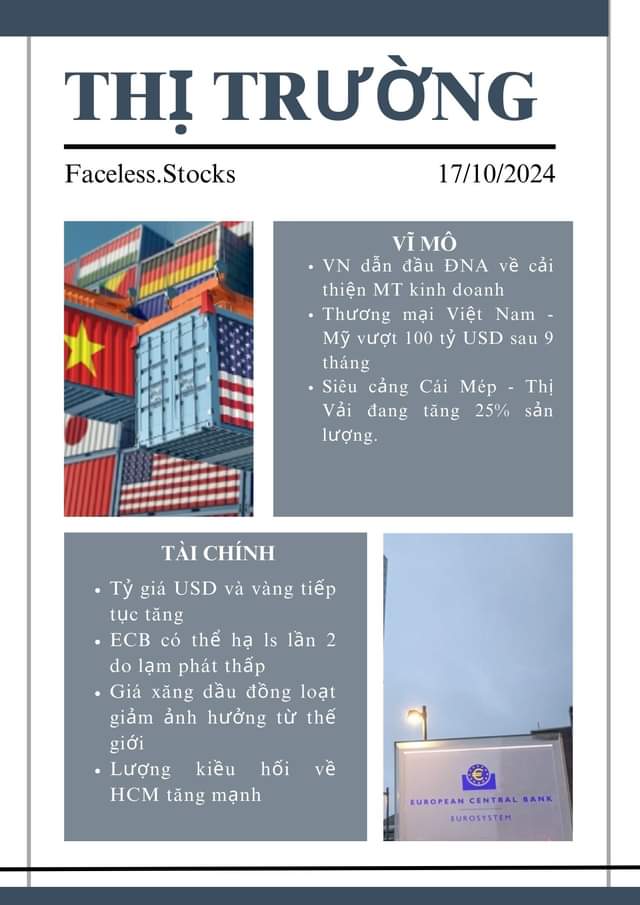 THỊ TRƯỜNG
Faceless.Stocks
17/10/2024
VĨ MÔ
• VN dẫn đầu ĐNA về cải
thiện MT kinh doanh
• Thương mại Việt Nam -
Mỹ vượt 100 tỷ USD sau 9
tháng
• Siêu cảng Cái Mép - Thị
Vải đang tăng 25% sản
lượng.
TÀI CHÍNH
• Tỷ giá USD và vàng tiếp
tục tăng
• ECB có thể hạ ls lần 2
do lạm phát thấp
• Giá xăng dầu đồng loạt
giảm ảnh hưởng từ thế
giới
• Lượng kiều hối về
HCM tăng mạnh
EUROPEAN CENTRAL BANK
EUROSYSTEM